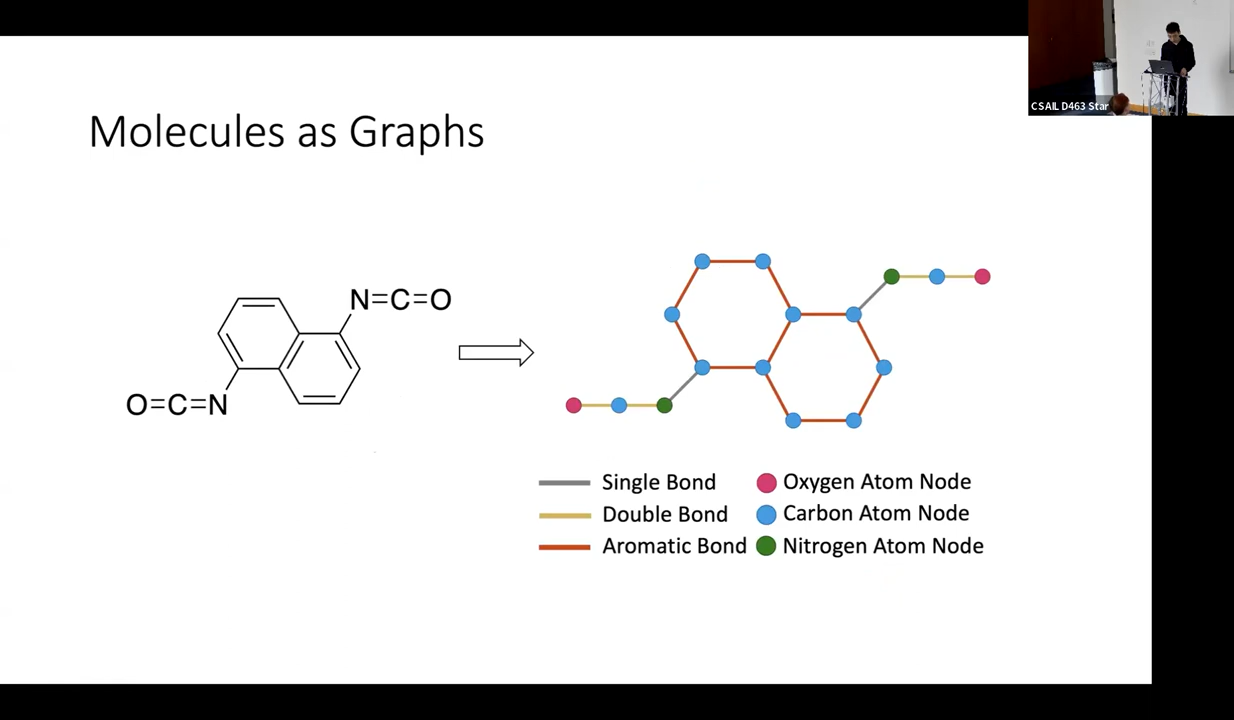 CSAIL D463 Star
Molecules as Graphs
N=C=O
O=C=N
Single Bond
Oxygen Atom Node
Double Bond
Carbon Atom Node
Aromatic Bond
Nitrogen Atom Node